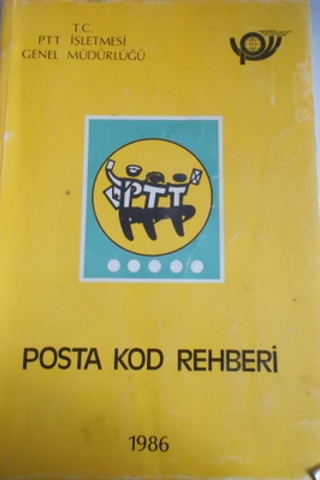 T.C.
PTT İŞLETMESİ
GENEL MÜDÜRLÜĞÜ
PTT
POSTA KOD REHBERİ
1986